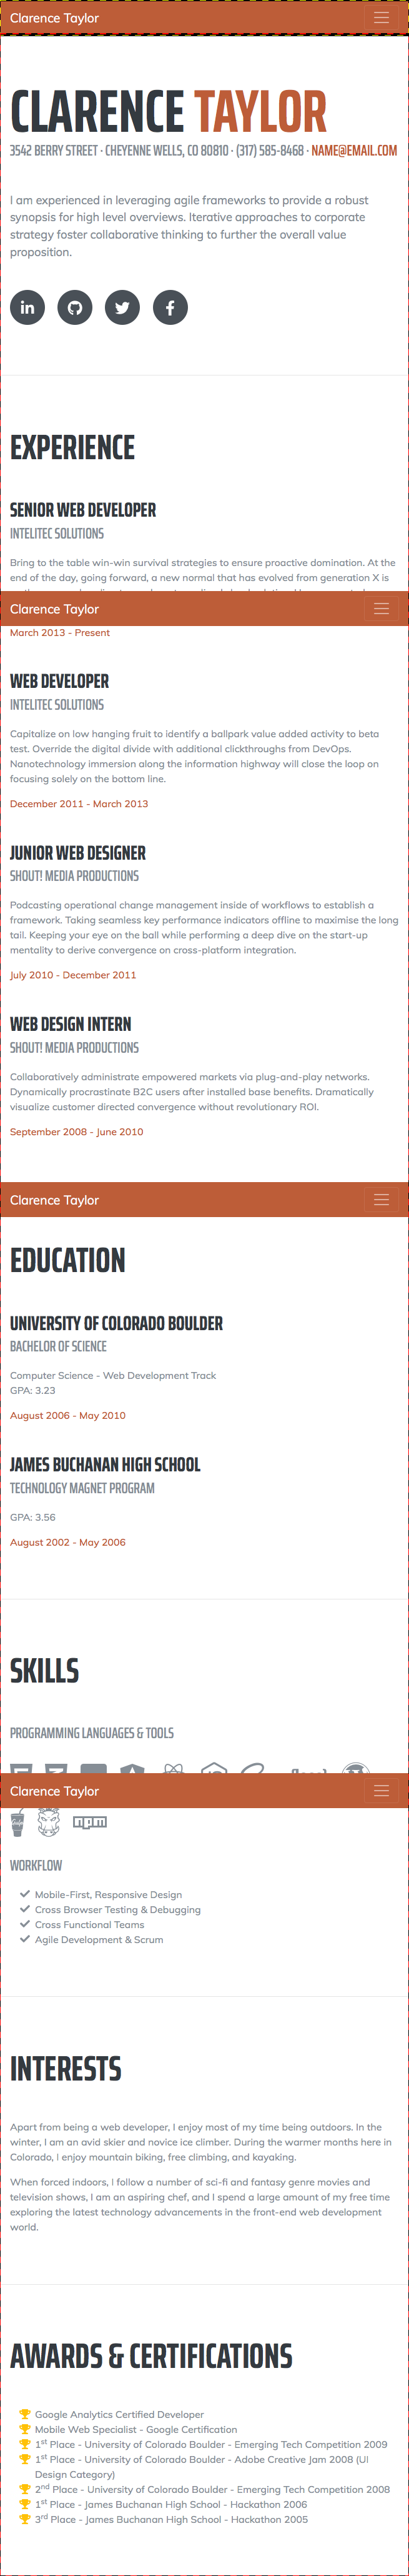 Clarence Taylor
CLARENCE TAYLOR
3542 BERRY STREET · CHEYENNE WELLS, CO 80810 · (317) 585-8468 · NAME@EMAIL.COM
I am experienced in leveraging agile frameworks to provide a robust
synopsis for high level overviews. Iterative approaches to corporate
strategy foster collaborative thinking to further the overall value
proposition.
EXPERIENCE
SENIOR WEB DEVELOPER
INTELITEC SOLUTIONS
Bring to the table win-win survival strategies to ensure proactive domination. At the
end of the day, going forward, a new normal that has evolved from generation X is
Clarence Taylor
March 2013 - Present
WEB DEVELOPER
INTELITEC SOLUTIONS
Capitalize on low hanging fruit to identify a ballpark value added activity to beta
test. Override the digital divide with additional clickthroughs from DevOps.
Nanotechnology immersion along the information highway will close the loop on
focusing solely on the bottom line.
December 2011 - March 2013
JUNIOR WEB DESIGNER
SHOUT! MEDIA PRODUCTIONS
Podcasting operational change management inside of workflows to establish a
framework. Taking seamless key performance indicators offline to maximise the long
tail. Keeping your eye on the ball while performing a deep dive on the start-up
mentality to derive convergence on cross-platform integration.
July 2010 - December 2011
WEB DESIGN INTERN
SHOUT! MEDIA PRODUCTIONS
Collaboratively administrate empowered markets via plug-and-play networks.
Dynamically procrastinate B2C users after installed base benefits. Dramatically
visualize customer directed convergence without revolutionary ROI.
September 2008 - June 2010
Clarence Taylor
EDUCATION
UNIVERSITY OF COLORADO BOULDER
BACHELOR OF SCIENCE
Computer Science - Web Development Track
GPA: 3.23
August 2006 - May 2010
JAMES BUCHANAN HIGH SCHOOL
TECHNOLOGY MAGNET PROGRAM
GPA: 3.56
August 2002 - May 2006
SKILLS
PROGRAMMING LANGUAGES & TOOLS
Clarence Taylor
npm
WORKFLOW
Mobile-First, Responsive Design
Cross Browser Testing & Debugging
Cross Functional Teams
Agile Development & Scrum
INTERESTS
Apart from being a web developer, I enjoy most of my time being outdoors. In the
winter, I am an avid skier and novice ice climber. During the warmer months here in
Colorado, I enjoy mountain biking, free climbing, and kayaking.
When forced indoors, I follow a number of sci-fi and fantasy genre movies and
television shows, I am an aspiring chef, and I spend a large amount of my free time
exploring the latest technology advancements in the front-end web development
world.
AWARDS & CERTIFICATIONS
Google Analytics Certified Developer
Mobile Web Specialist - Google Certification
1st Place - University of Colorado Boulder - Emerging Tech Competition 2009
1st Place - University of Colorado Boulder - Adobe Creative Jam 2008 (UI
Design Category)
2nd Place - University of Colorado Boulder - Emerging Tech Competition 2008
1st Place - James Buchanan High School - Hackathon 2006
3rd Place - James Buchanan High School - Hackathon 2005